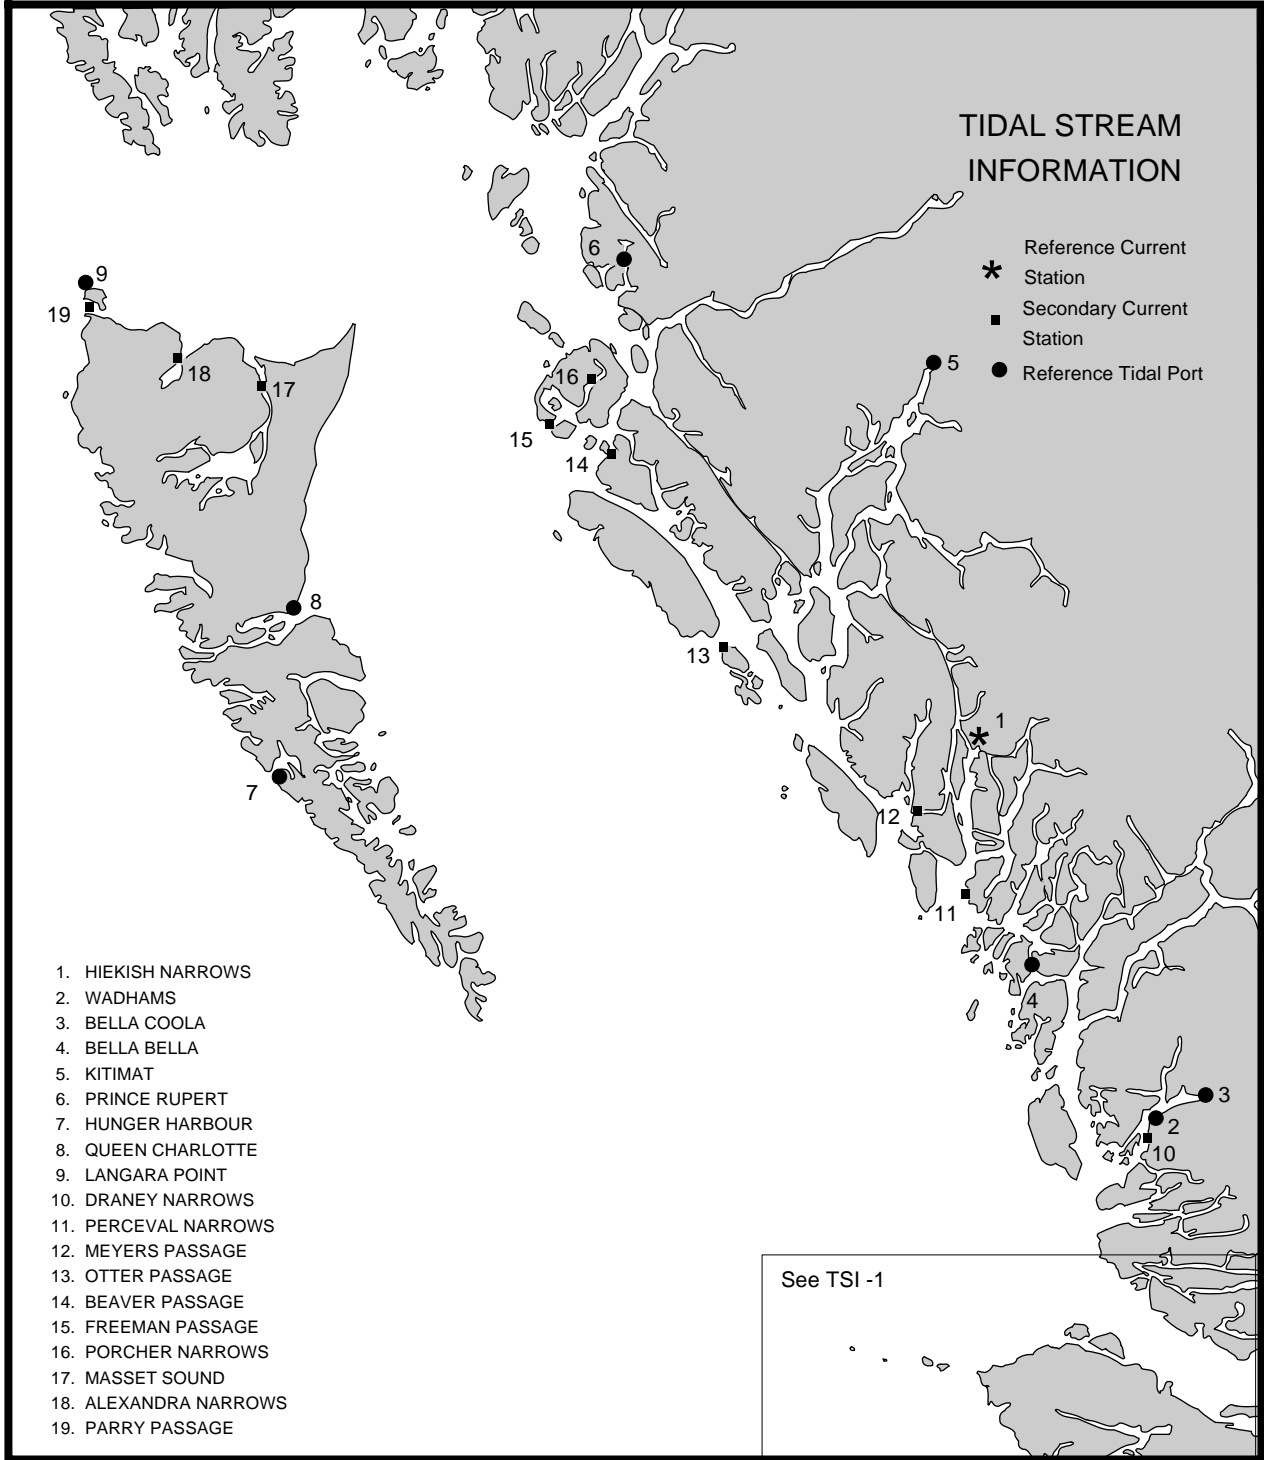 TIDAL STREAM
INFORMATION
Reference Current
Station
Secondary Current
Station
Reference Tidal Port
6
9
19
5
18
17
16
15
14
8
13
1
7
12
11
4
3
2
10
1. HIEKISH NARROWS
2. WADHAMS
3. BELLA COOLA
4. BELLA BELLA
5. KITIMAT
6. PRINCE RUPERT
7. HUNGER HARBOUR
8. QUEEN CHARLOTTE
9. LANGARA POINT
10. DRANEY NARROWS
11. PERCEVAL NARROWS
12. MEYERS PASSAGE
13. OTTER PASSAGE
14. BEAVER PASSAGE
15. FREEMAN PASSAGE
16. PORCHER NARROWS
17. MASSET SOUND
18. ALEXANDRA NARROWS
19. PARRY PASSAGE
See TSI -1